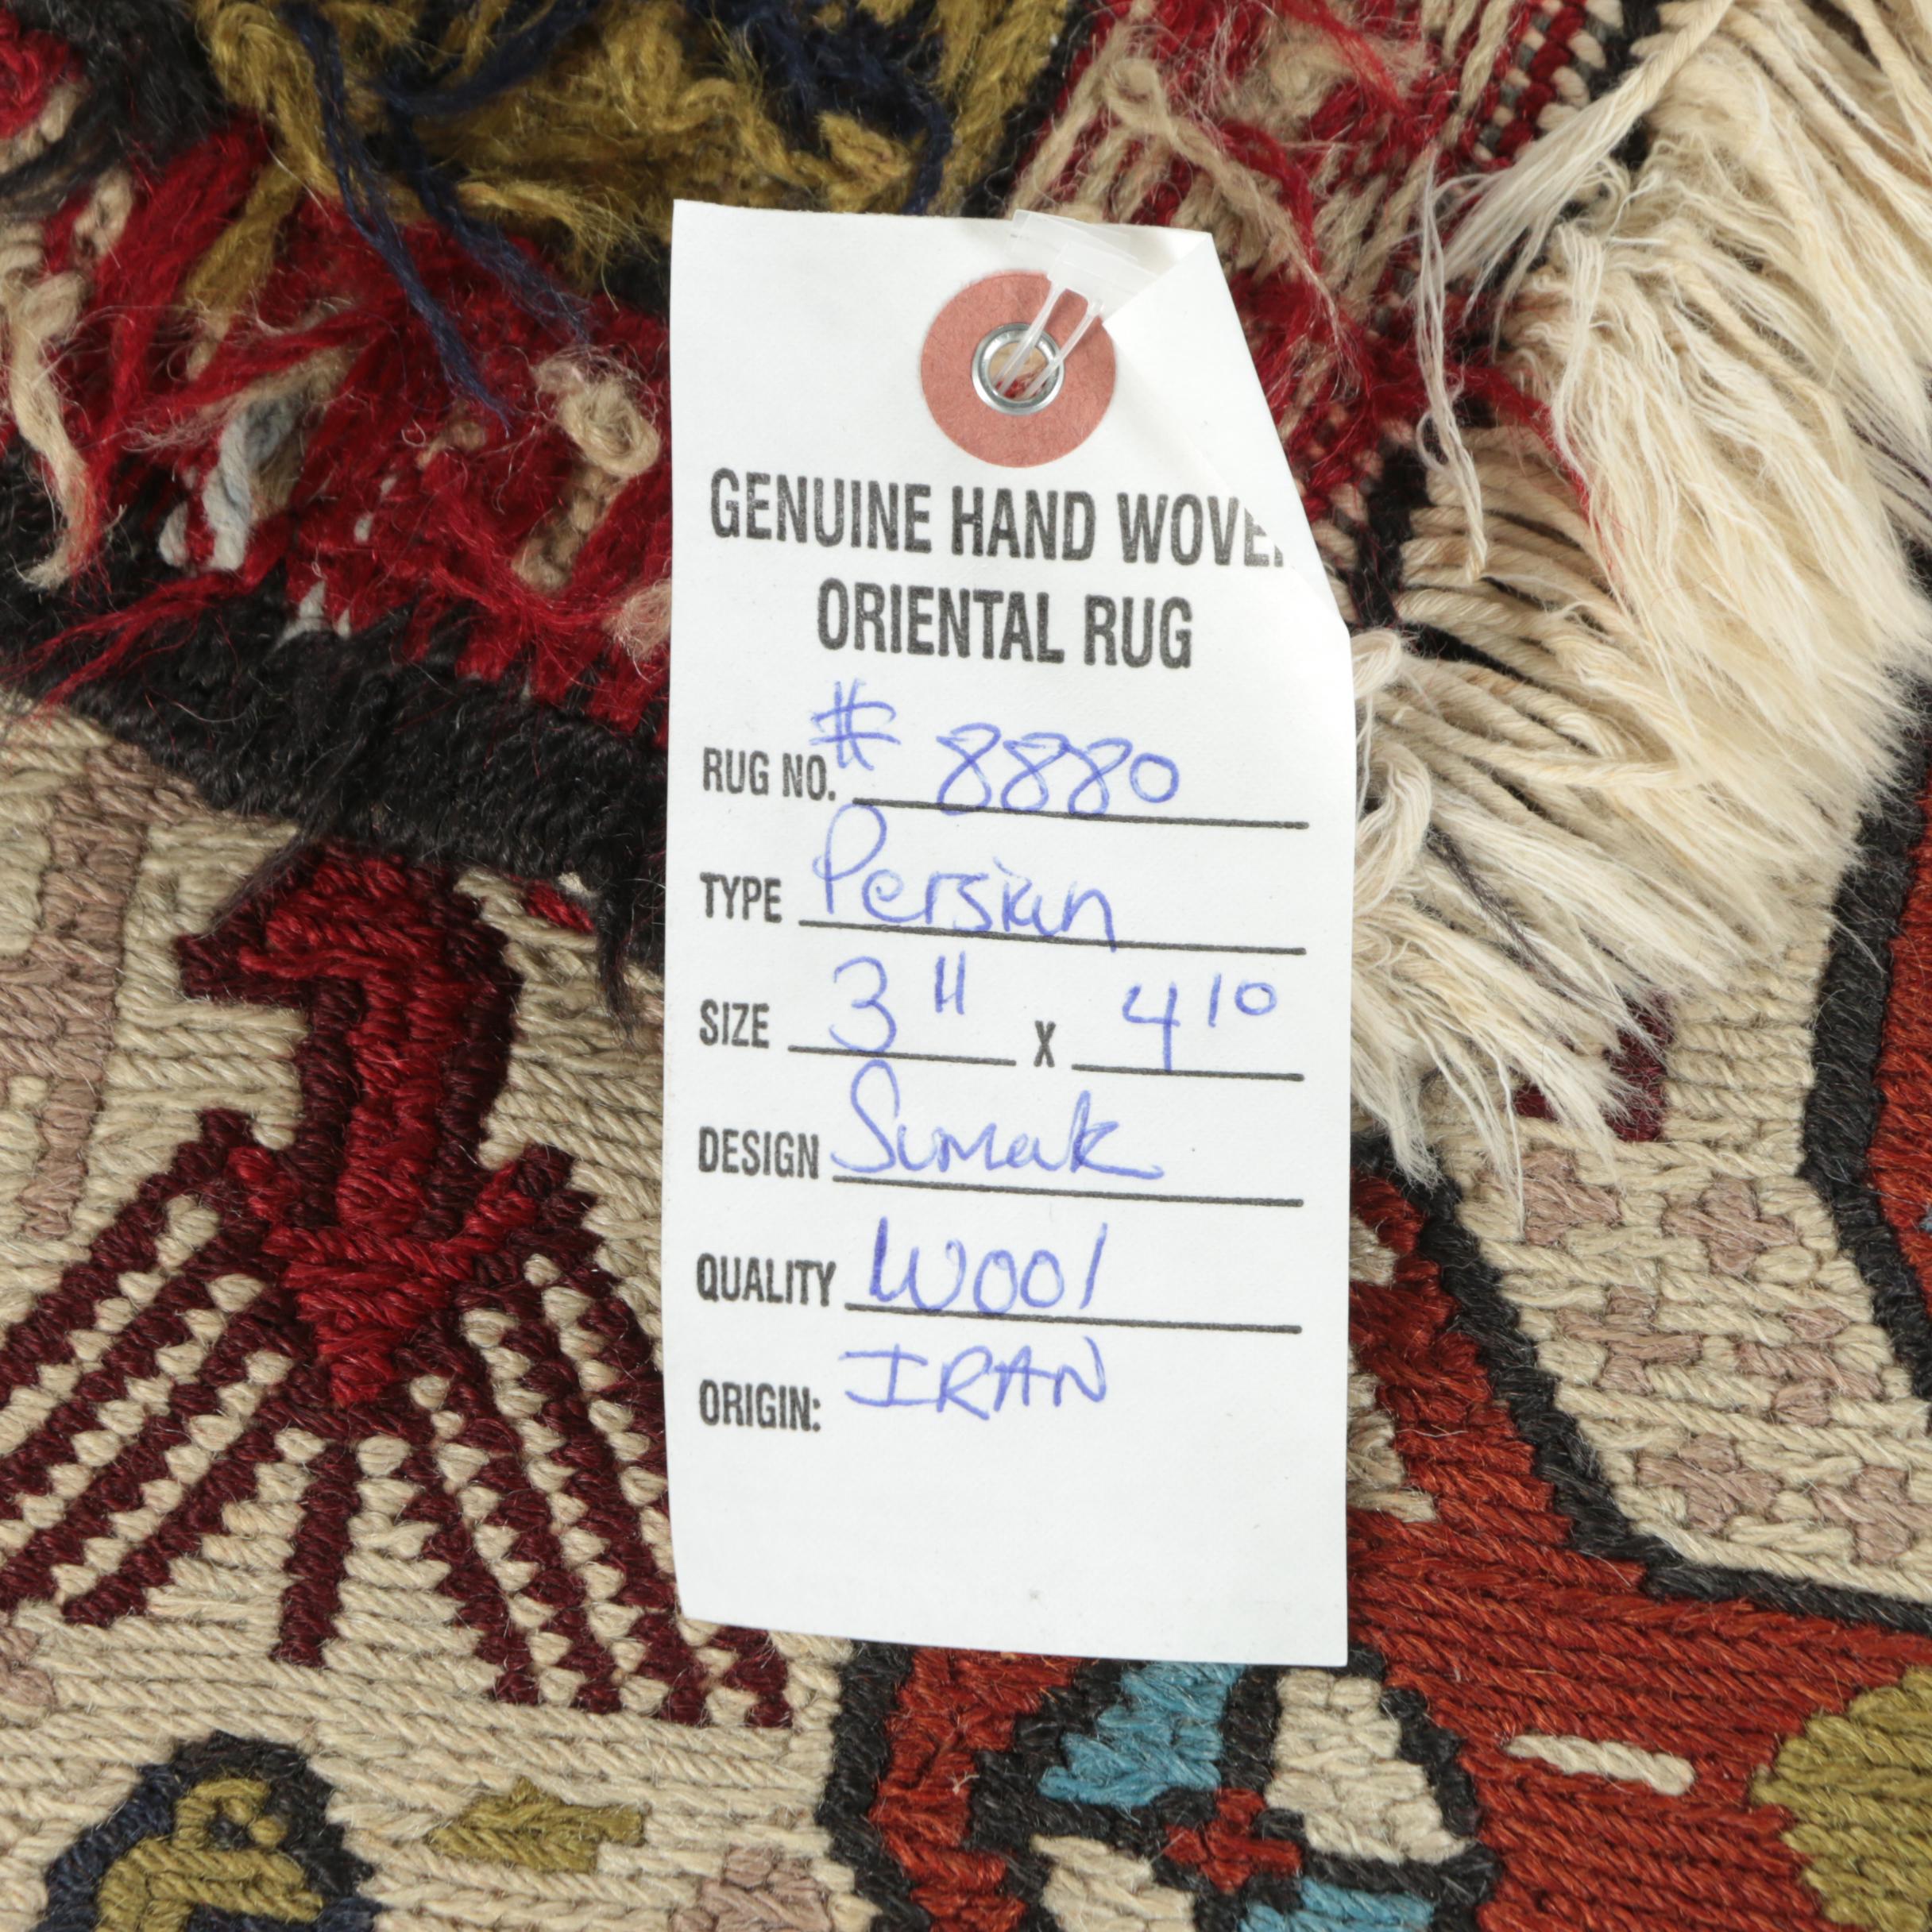 GENUINE HAND WOVEN
ORIENTAL RUG
RUG NO. # 8880
TYPE Persian
SIZE 3 11 x 4 10
DESIGN Sumak
QUALITY Wool
ORIGIN: IRAN